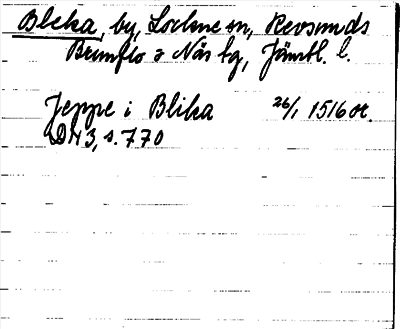 Bleka, by, Lockne sn, Revsunds
Brunflo o Näs tg, Jämtl. l.
Jeppe i Blika 26/1 1516 or.
DN 3, s. 770